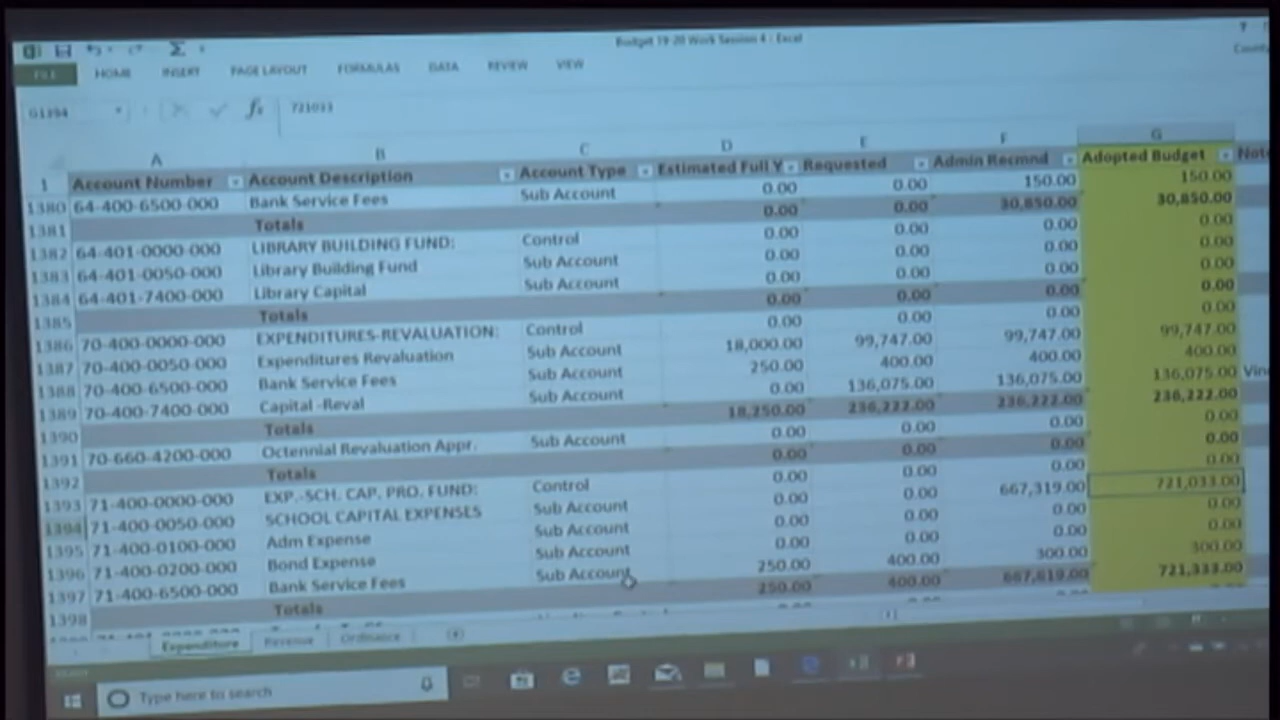 Budget 19-20 Work Session 4 - Excel
FILE HOME INSERT PAGE LAYOUT FORMULAS DATA REVIEW VIEW
G1394 fx 721033
A B C D E F G
1 Account Number Account Description Account Type Estimated Full Y Requested Admin Recmnd Adopted Budget
1380 64-400-6500-000 Bank Service Fees Sub Account 0.00 0.00 150.00 150.00
1381 Totals 0.00 0.00 30,850.00 30,850.00
1382 64-401-0000-000 LIBRARY BUILDING FUND: Control 0.00 0.00 0.00 0.00
1383 64-401-0050-000 Library Building Fund Sub Account 0.00 0.00 0.00 0.00
1384 64-401-7400-000 Library Capital Sub Account 0.00 0.00 0.00 0.00
1385 Totals 0.00 0.00 0.00 0.00
1386 70-400-0000-000 EXPENDITURES-REVALUATION: Control 0.00 0.00 0.00 0.00
1387 70-400-0050-000 Expenditures Revaluation Sub Account 18,000.00 99,747.00 99,747.00 99,747.00
1388 70-400-6500-000 Bank Service Fees Sub Account 250.00 400.00 400.00 400.00
1389 70-400-7400-000 Capital -Reval Sub Account 0.00 136,075.00 136,075.00 136,075.00
1390 Totals 18,250.00 236,222.00 236,222.00 236,222.00
1391 70-660-4200-000 Octennial Revaluation Appr. Sub Account 0.00 0.00 0.00 0.00
1392 Totals 0.00 0.00 0.00 0.00
1393 71-400-0000-000 EXP.-SCH. CAP. PRO. FUND: Control 0.00 0.00 0.00 0.00
1394 71-400-0050-000 SCHOOL CAPITAL EXPENSES Sub Account 0.00 0.00 667,319.00 721,033.00
1395 71-400-0100-000 Adm Expense Sub Account 0.00 0.00 0.00 0.00
1396 71-400-0200-000 Bond Expense Sub Account 0.00 0.00 0.00 0.00
1397 71-400-6500-000 Bank Service Fees Sub Account 250.00 400.00 300.00 300.00
1398 Totals 250.00 400.00 667,619.00 721,333.00
Expenditure Revenue Ordinance
Type here to search